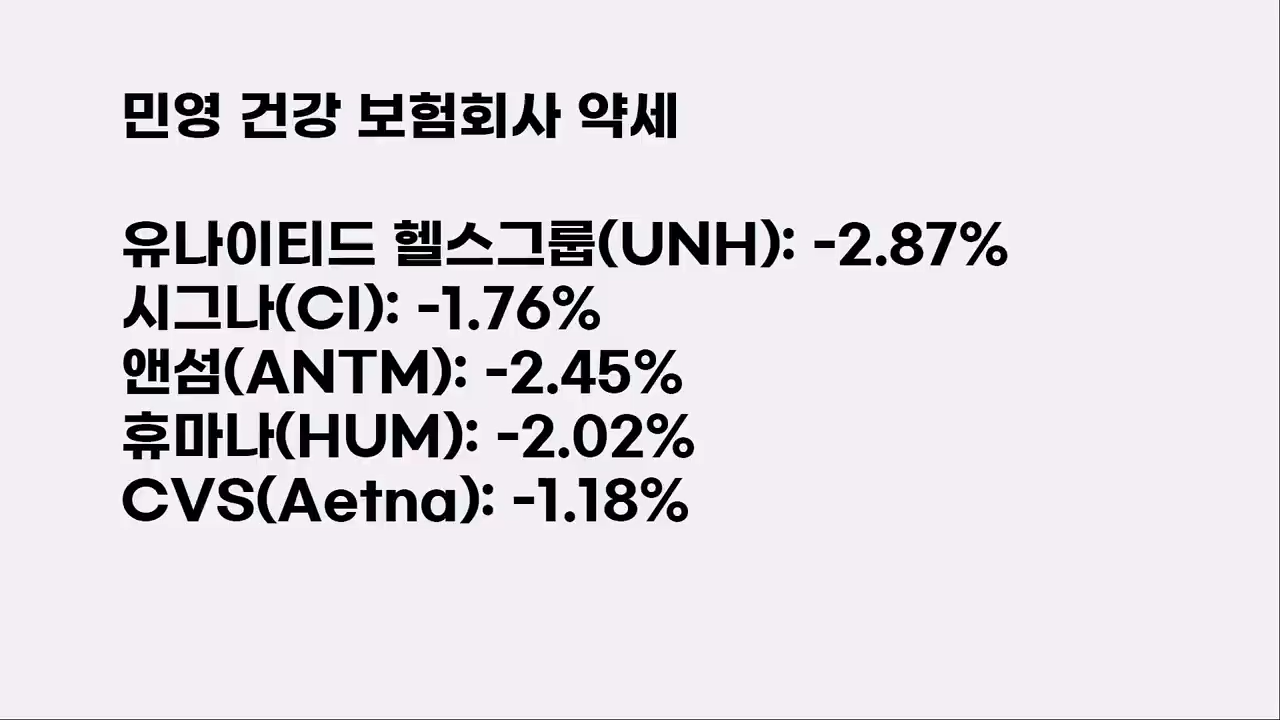 민영 건강 보험회사 약세
유나이티드 헬스그룹(UNH): -2.87%
시그나(CI): -1.76%
앤섬(ANTM): -2.45%
휴마나(HUM): -2.02%
CVS(Aetna): -1.18%